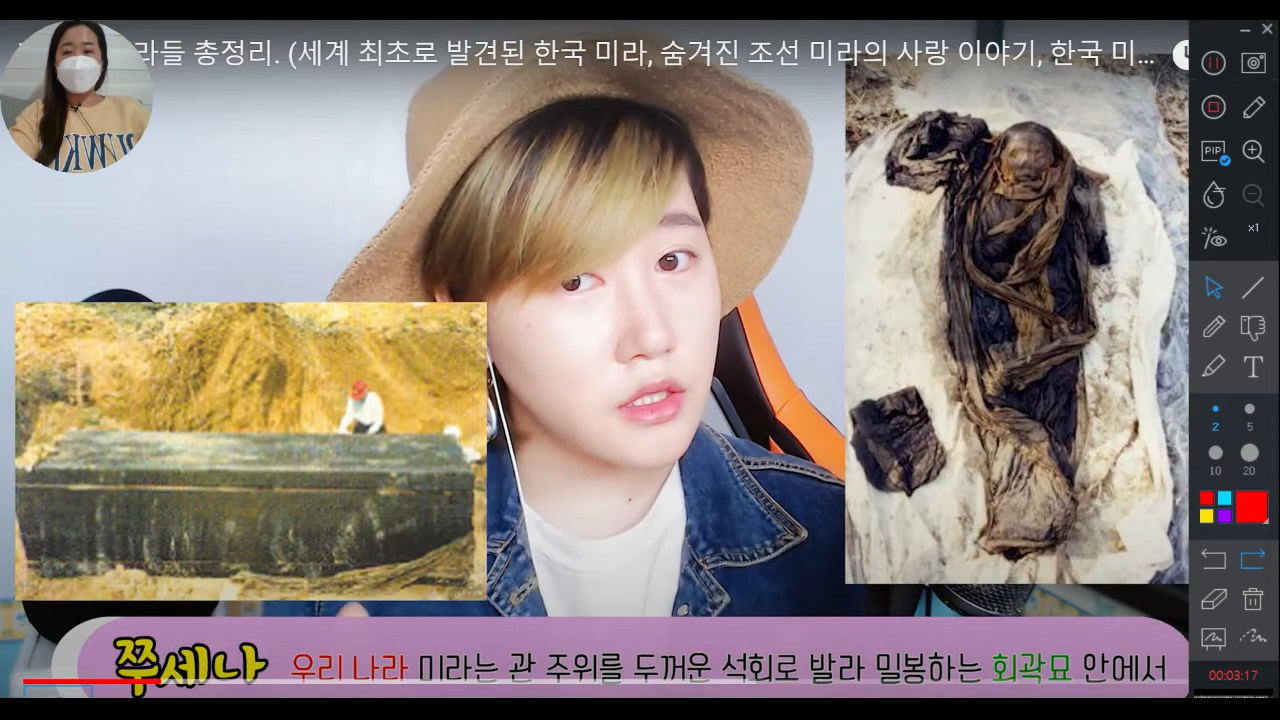 라들 총정리. (세계 최초로 발견된 한국 미라, 숨겨진 조선 미라의 사랑 이야기, 한국 미...
PIP
x1
T
2
5
10
20
00:03:17
쭈세나
우리 나라 미라는 관 주위를 두꺼운 석회로 발라 밀봉하는 회곽묘 안에서